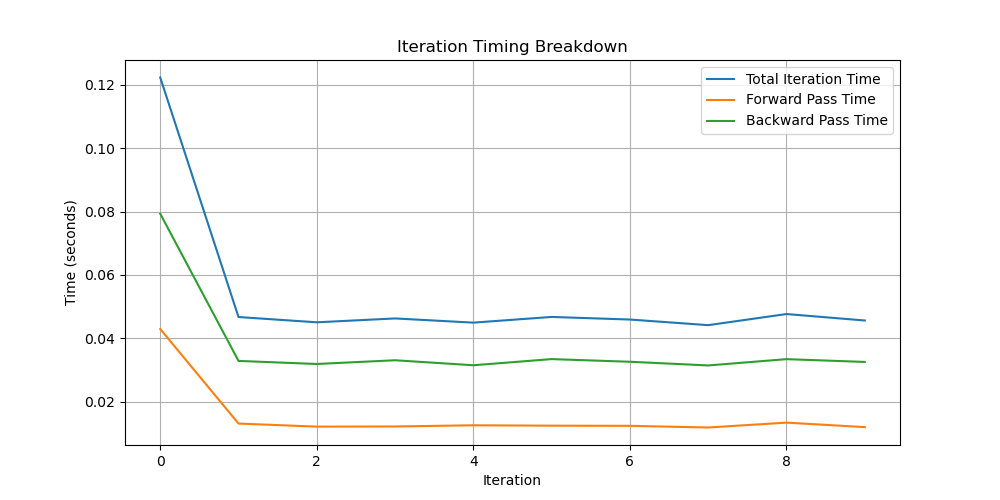 Iteration Timing Breakdown
Total Iteration Time
Forward Pass Time
Backward Pass Time
0.12
0.10
0.08
0.06
0.04
0.02
Time (seconds)
0 2 4 6 8
Iteration